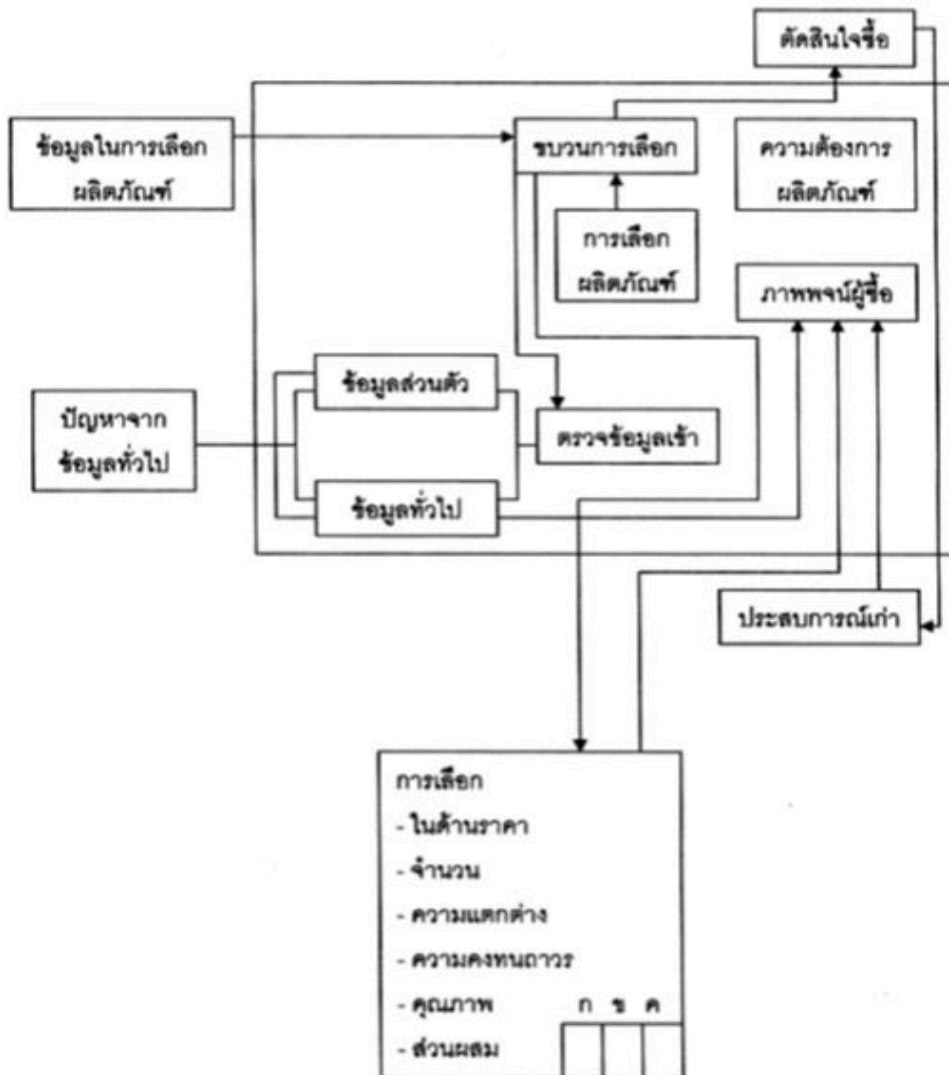 ตัดสินใจซื้อ
ข้อมูลในการเลือก
ผลิตภัณฑ์
ขบวนการเลือก
ความต้องการ
ผลิตภัณฑ์
การเลือก
ผลิตภัณฑ์
ภาพพจน์ผู้ซื้อ
ข้อมูลส่วนตัว
ปัญหาจาก
ข้อมูลทั่วไป
ตรวจข้อมูลเข้า
ข้อมูลทั่วไป
ประสบการณ์เก่า
การเลือก
- ในด้านราคา
- จำนวน
- ความแตกต่าง
- ความคงทนถาวร
- คุณภาพ
ก ข ค
- ส่วนผสม